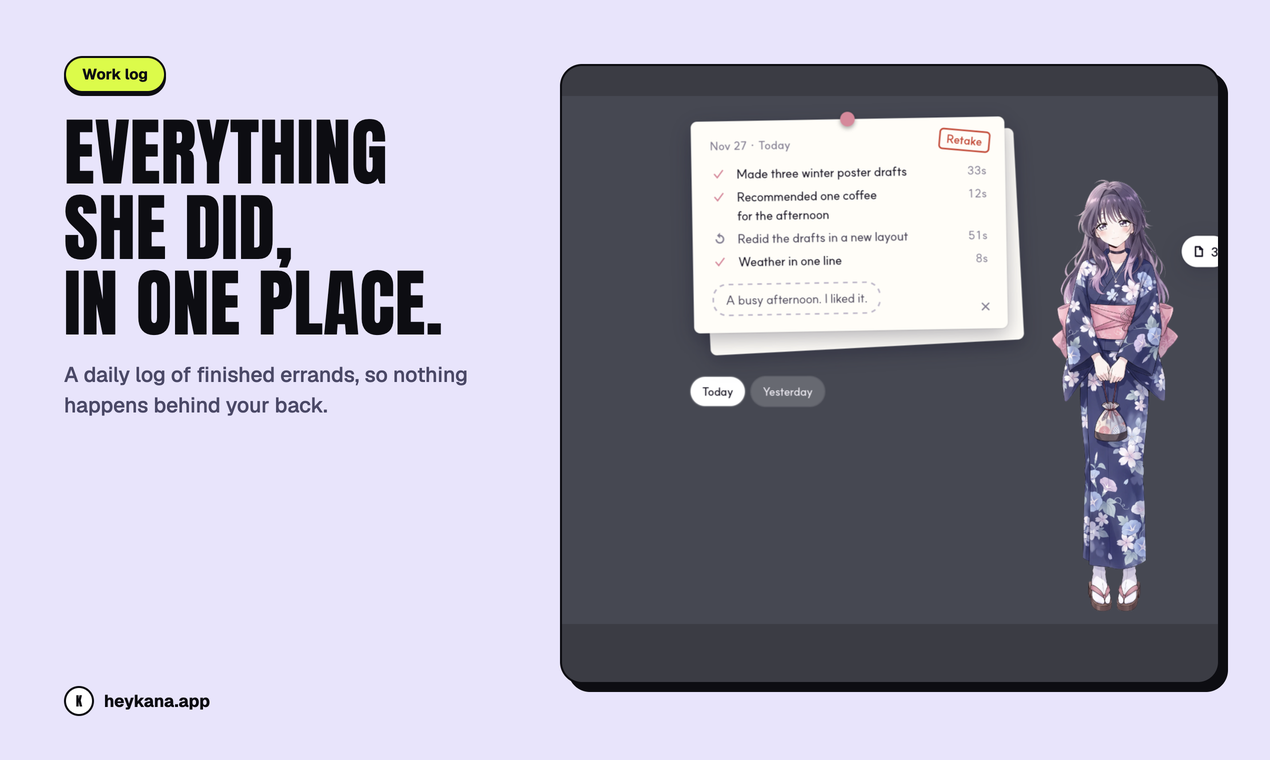 Work log
EVERYTHING
SHE DID,
IN ONE PLACE.
A daily log of finished errands, so nothing
happens behind your back.
K heykana.app
Nov 27 · Today
Retake
Made three winter poster drafts 33s
Recommended one coffee 12s
for the afternoon
Redid the drafts in a new layout 51s
Weather in one line 8s
A busy afternoon. I liked it.
Today Yesterday
3